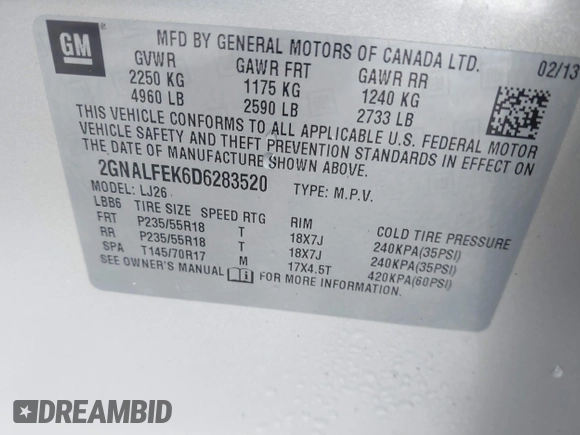 GM
MFD BY GENERAL MOTORS OF CANADA LTD. 02/13
GVWR GAWR FRT GAWR RR
2250 KG 1175 KG 1240 KG
4960 LB 2590 LB 2733 LB
THIS VEHICLE CONFORMS TO ALL APPLICABLE U.S. FEDERAL MOTOR
VEHICLE SAFETY AND THEFT PREVENTION STANDARDS IN EFFECT ON
THE DATE OF MANUFACTURE SHOWN ABOVE.
2GNALFEK6D6283520 TYPE: M.P.V.
MODEL: LJ26
LBB6 TIRE SIZE SPEED RTG RIM COLD TIRE PRESSURE
FRT P235/55R18 T 18X7J 240KPA(35PSI)
RR P235/55R18 T 18X7J 240KPA(35PSI)
SPA T145/70R17 M 17X4.5T 420KPA(60PSI)
SEE OWNER'S MANUAL FOR MORE INFORMATION.
DREAMBID